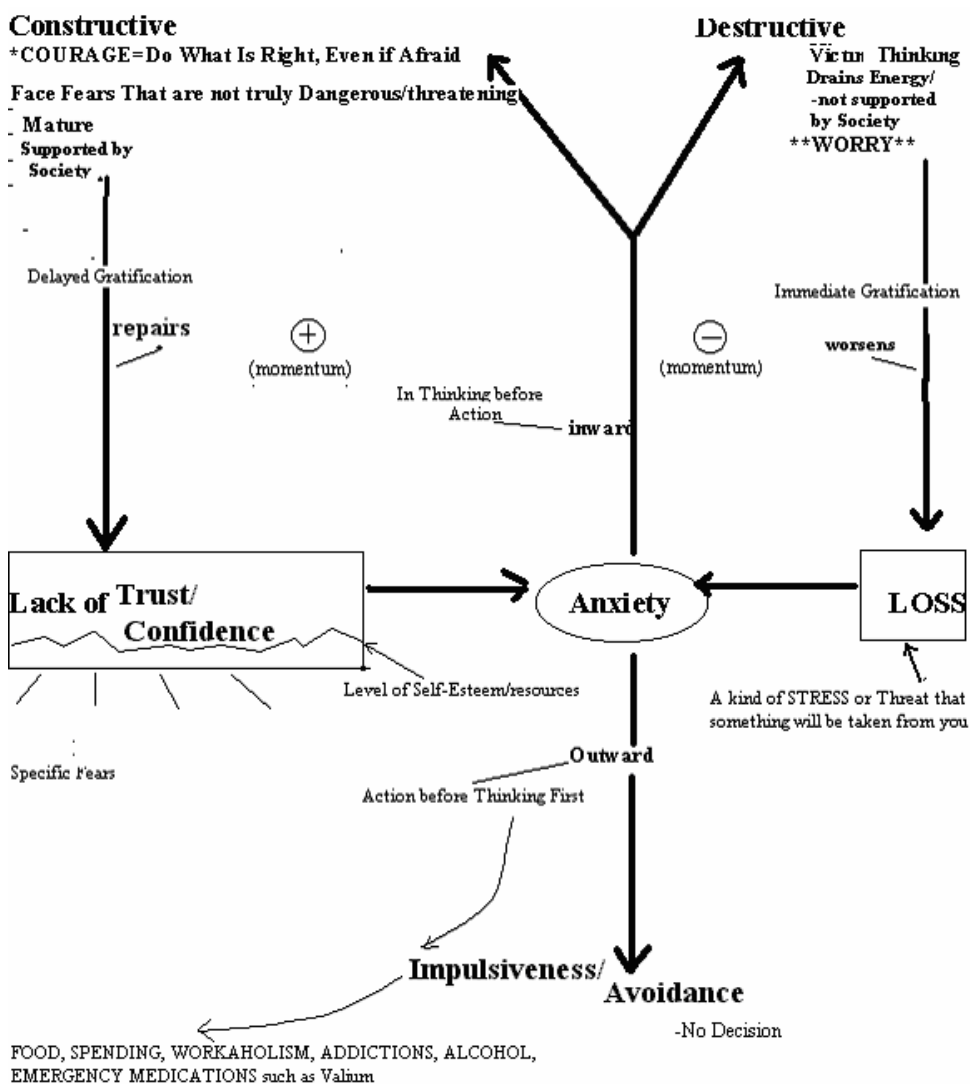 Constructive
*COURAGE=Do What Is Right, Even if Afraid
Face Fears That are not truly Dangerous/threatening
Mature
Supported by
Society
Delayed Gratification
repairs
+
(momentum)
Destructive
Victim Thinking
Drains Energy/
-not supported
by Society
**WORRY**
Immediate Gratification
worsens
−
(momentum)
In Thinking before
Action
inward
Lack of Trust/
Confidence
Anxiety
LOSS
Level of Self-Esteem/resources
A kind of STRESS or Threat that
something will be taken from you
Specific Fears
Outward
Action before Thinking First
Impulsiveness/
Avoidance
-No Decision
FOOD, SPENDING, WORKAHOLISM, ADDICTIONS, ALCOHOL,
EMERGENCY MEDICATIONS such as Valium